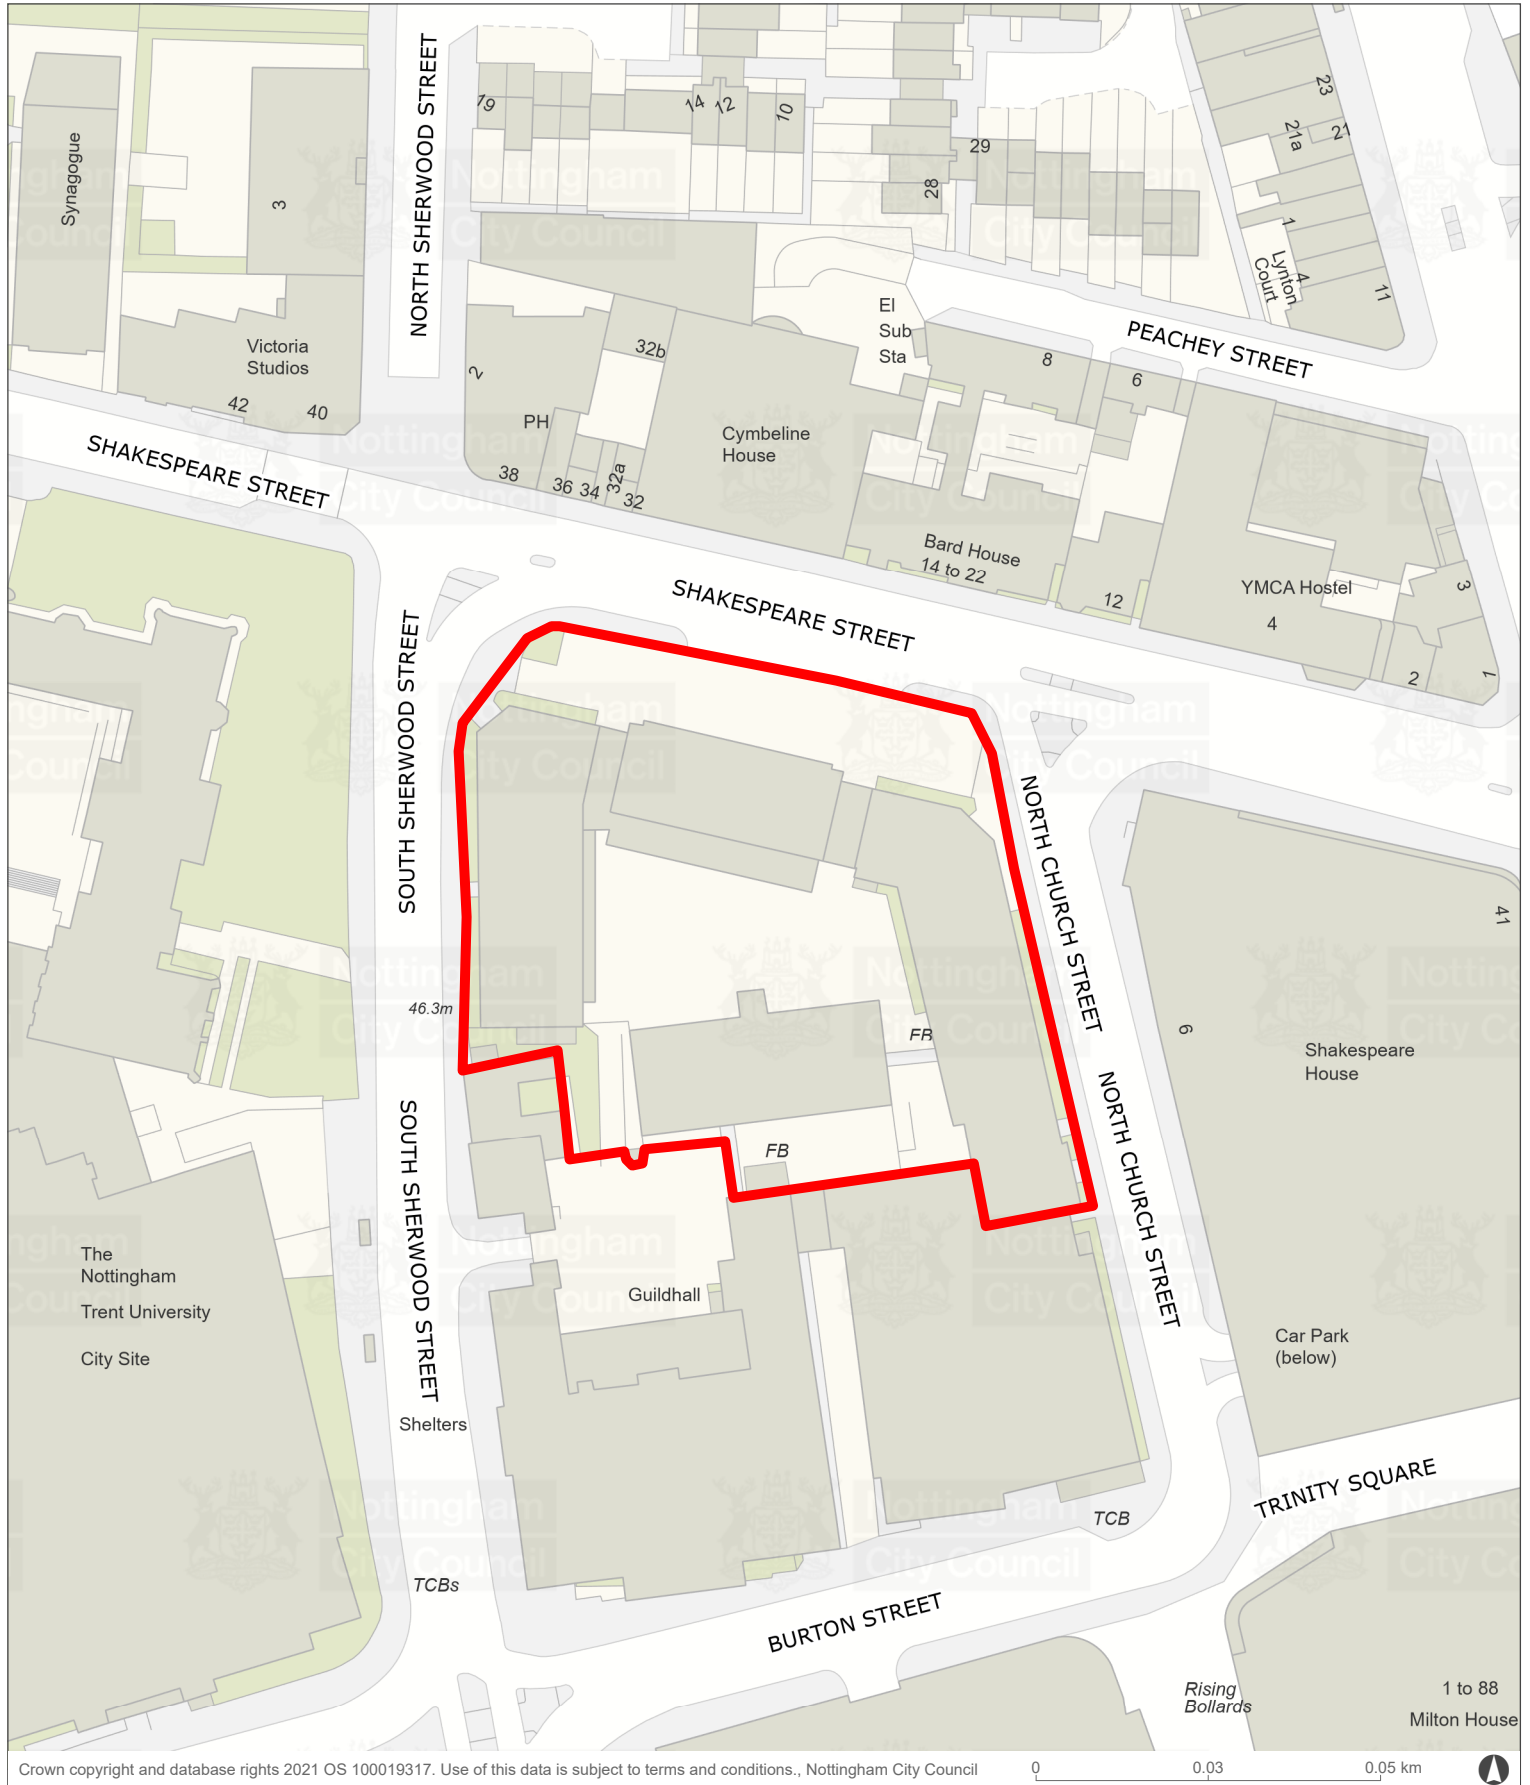 NORTH SHERWOOD STREET
19
14
12
10
29
28
23
21a
21
1
Lynton
Court
4
11
Synagogue
3
Victoria
Studios
42
40
El
Sub
Sta
PEACHEY STREET
8
6
2
32b
PH
38
36
34
32a
32
Cymbeline
House
Bard House
14 to 22
12
YMCA Hostel
4
3
2
1
SHAKESPEARE STREET
SHAKESPEARE STREET
SOUTH SHERWOOD STREET
NORTH CHURCH STREET
41
46.3m
FB
6
Shakespeare
House
SOUTH SHERWOOD STREET
NORTH CHURCH STREET
FB
The
Nottingham
Trent University
City Site
Guildhall
Car Park
(below)
Shelters
TRINITY SQUARE
TCB
TCBs
BURTON STREET
Rising
Bollards
1 to 88
Milton House
Nottingham
City Council
Crown copyright and database rights 2021 OS 100019317. Use of this data is subject to terms and conditions., Nottingham City Council
0
0.03
0.05 km